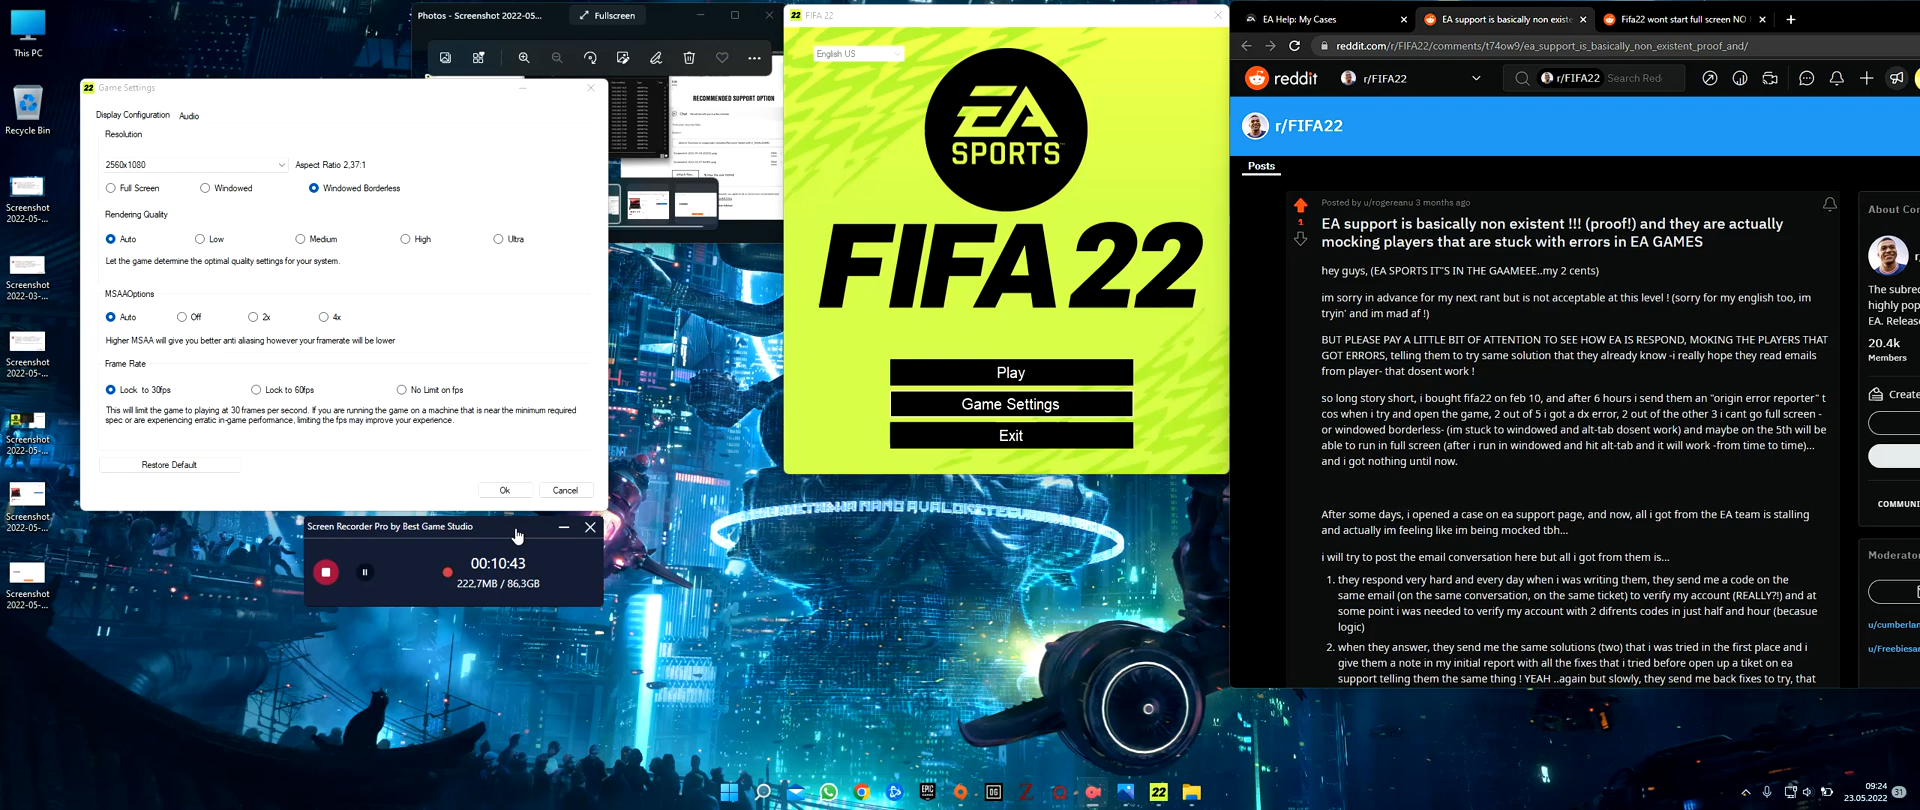 This PC
Recycle Bin
Screenshot
2022-05-...
Screenshot
2022-03-...
Screenshot
2022-05-...
Screenshot
2022-05-...
Screenshot
2022-05-...
Screenshot
2022-05-...
Photos - Screenshot 2022-05...
Fullscreen
RECOMMENDED SUPPORT OPTION
22 Game Settings
Display Configuration
Audio
Resolution
2560x1080
Aspect Ratio 2,37:1
Full Screen
Windowed
Windowed Borderless
Rendering Quality
Auto
Low
Medium
High
Ultra
Let the game determine the optimal quality settings for your system.
MSAAOptions
Auto
Off
2x
4x
Higher MSAA will give you better anti aliasing however your framerate will be lower
Frame Rate
Lock to 30fps
Lock to 60fps
No Limit on fps
This will limit the game to playing at 30 frames per second. If you are running the game on a machine that is near the minimum required
spec or are experiencing erratic in-game performance, limiting the fps may improve your experience.
Restore Default
Ok
Cancel
Screen Recorder Pro by Best Game Studio
00:10:43
222,7MB / 86,3GB
22 FIFA 22
English US
EA
SPORTS
FIFA 22
Play
Game Settings
Exit
EA Help: My Cases
EA support is basically non existe
Fifa22 wont start full screen NO
reddit.com/r/FIFA22/comments/t74ow9/ea_support_is_basically_non_existent_proof_and/
reddit
r/FIFA22
r/FIFA22
Search Red
r/FIFA22
Posts
1
Posted by u/rogereanu 3 months ago
EA support is basically non existent !!! (proof!) and they are actually
mocking players that are stuck with errors in EA GAMES
hey guys, (EA SPORTS IT"S IN THE GAAMEEE..my 2 cents)
im sorry in advance for my next rant but is not acceptable at this level ! (sorry for my english too, im
tryin' and im mad af !)
BUT PLEASE PAY A LITTLE BIT OF ATTENTION TO SEE HOW EA IS RESPOND, MOKING THE PLAYERS THAT
GOT ERRORS, telling them to try same solution that they already know -i really hope they read emails
from player- that dosent work !
so long story short, i bought fifa22 on feb 10, and after 6 hours i send them an "origin error reporter" t
cos when i try and open the game, 2 out of 5 i got a dx error, 2 out of the other 3 i cant go full screen -
or windowed borderless- (im stuck to windowed and alt-tab dosent work) and maybe on the 5th will be
able to run in full screen (after i run in windowed and hit alt-tab and it will work -from time to time)...
and i got nothing until now.
After some days, i opened a case on ea support page, and now, all i got from the EA team is stalling
and actually im feeling like im being mocked tbh...
i will try to post the email conversation here but all i got from them is...
1. they respond very hard and every day when i was writing them, they send me a code on the
same email (on the same conversation, on the same ticket) to verify my account (REALLY?!) and at
some point i was needed to verify my account with 2 difrents codes in just half and hour (becasue
logic)
2. when they answer, they send me the same solutions (two) that i was tried in the first place and i
give them a note in my initial report with all the fixes that i tried before open up a tiket on ea
support telling them the same thing ! YEAH ..again but slowly, they send me back fixes to try, that
About Co
The subre
highly pop
EA. Releas
20.4k
Members
Create
COMMUNI
Moderato
u/cumberlan
u/Freebiesa
EPIC
GAMES
OG
22
09:24
23.05.2022
31